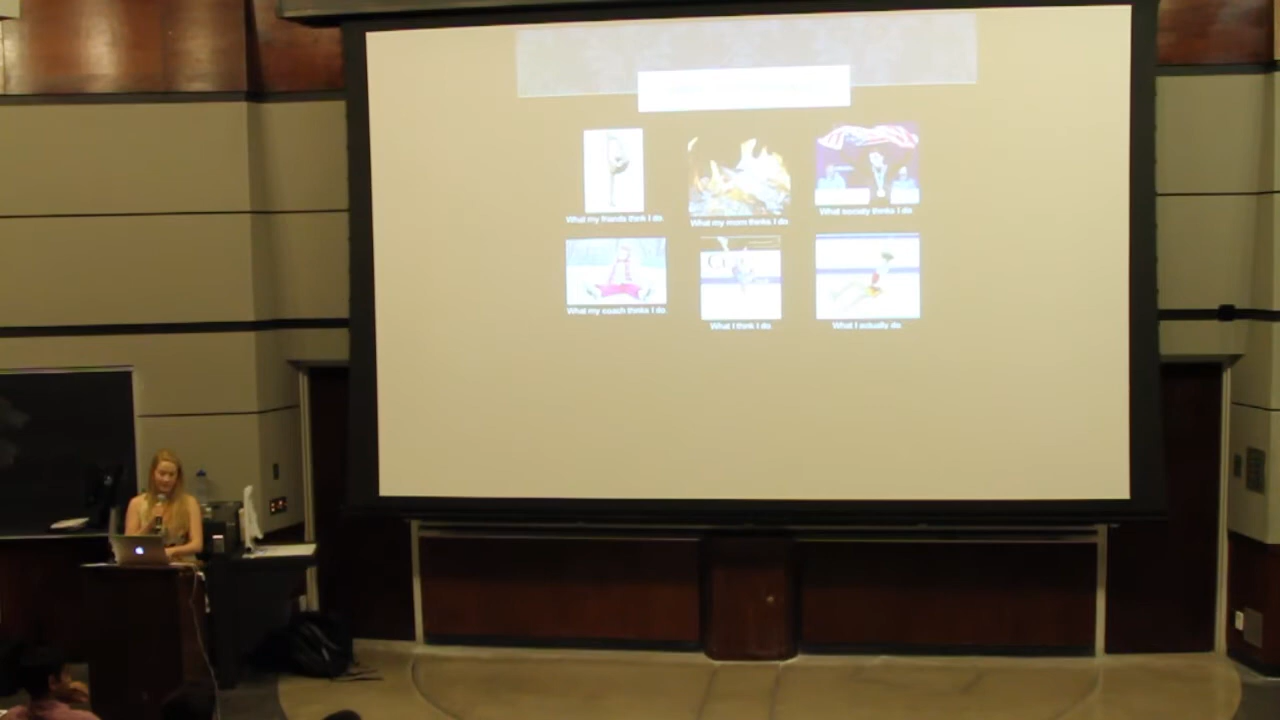 What my friends think I do.
What my mom thinks I do.
What society thinks I do.
What my coach thinks I do.
What I think I do.
What I actually do.